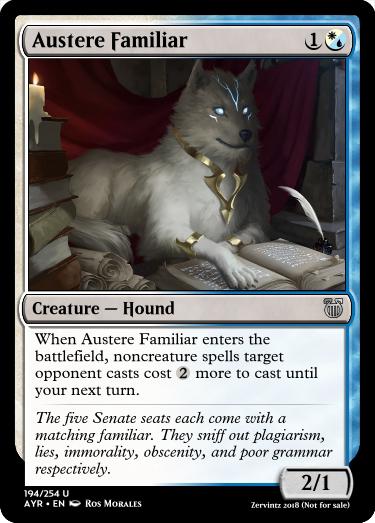 Austere Familiar
1
Creature — Hound
When Austere Familiar enters the
battlefield, noncreature spells target
opponent casts cost 2 more to cast until
your next turn.
The five Senate seats each come with a
matching familiar. They sniff out plagiarism,
lies, immorality, obscenity, and poor grammar
respectively.
2/1
194/254 U
AYR • EN Ros Morales
Zervintz 2018 (Not for sale)